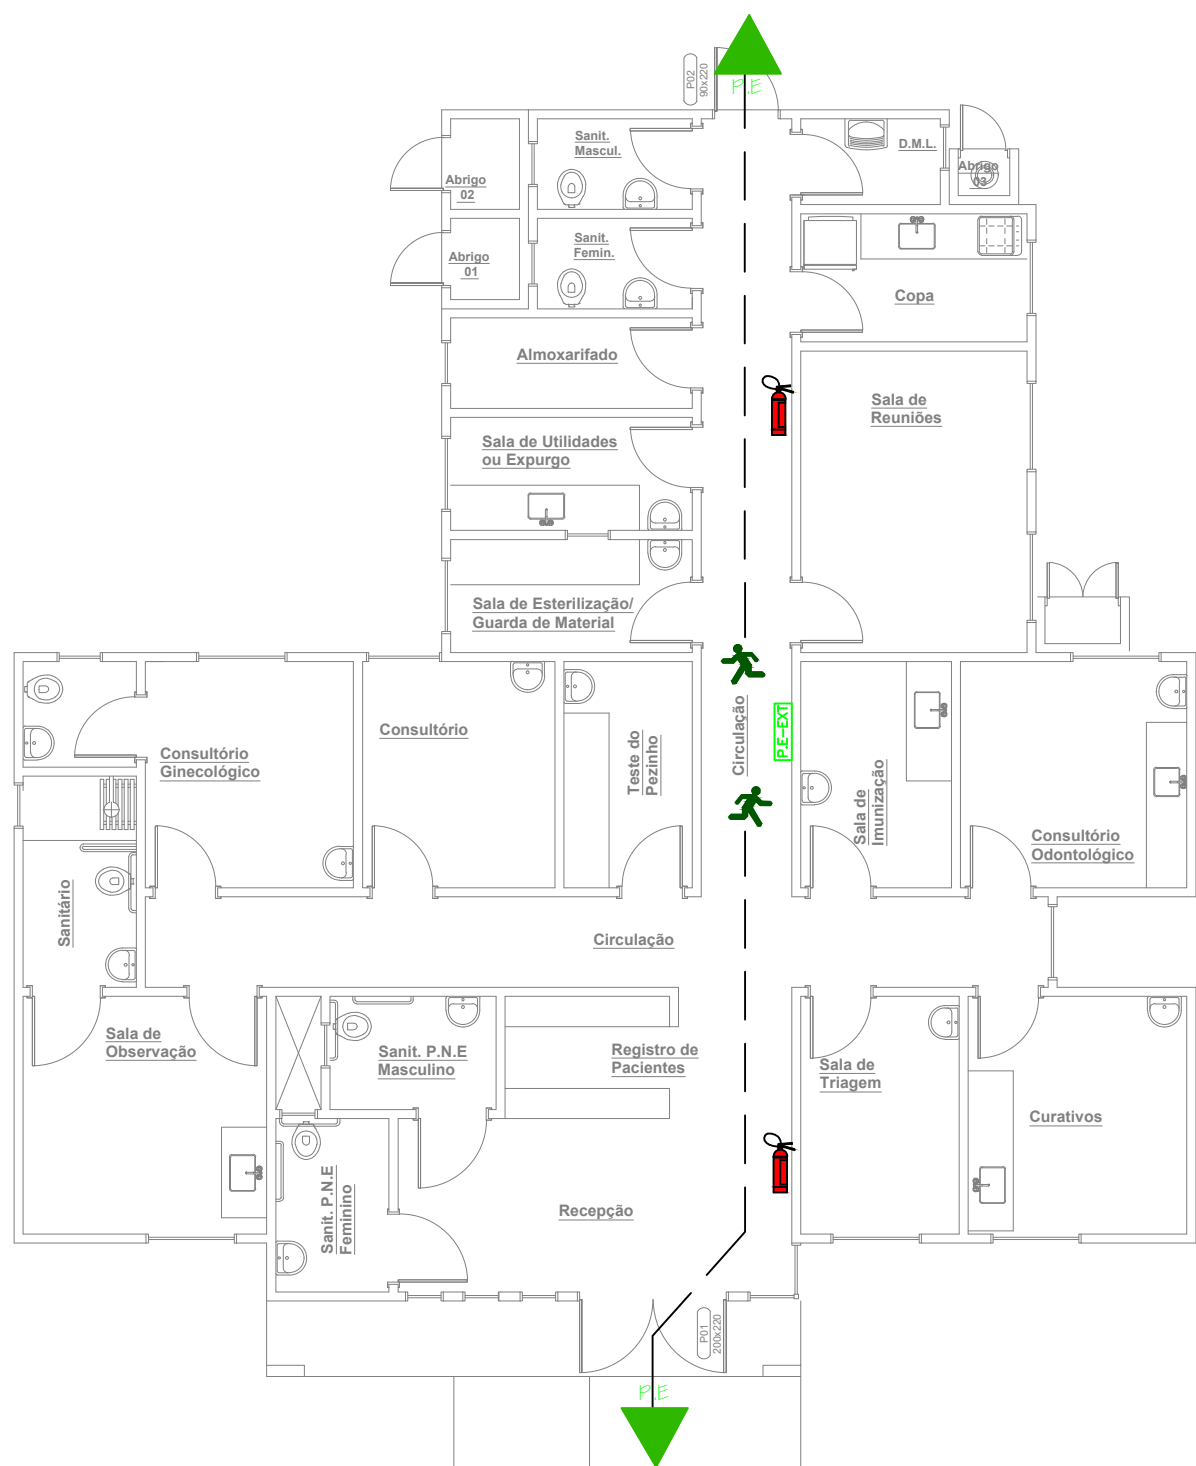 P02
90x220
P.E
Sanit.
Mascul.
D.M.L.
Abrigo
02
Abrigo
03
Sanit.
Femin.
Abrigo
01
Copa
Almoxarifado
Sala de
Reuniões
Sala de Utilidades
ou Expurgo
Sala de Esterilização/
Guarda de Material
Consultório
Ginecológico
Consultório
Teste do
Pezinho
Circulação
P.E-EXT
Sala de
Imunização
Consultório
Odontológico
Sanitário
Circulação
Sala de
Observação
Sanit. P.N.E
Masculino
Registro de
Pacientes
Sala de
Triagem
Curativos
Sanit. P.N.E
Feminino
Recepção
P01
200x220
P.E